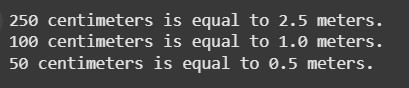 250 centimeters is equal to 2.5 meters.
100 centimeters is equal to 1.0 meters.
50 centimeters is equal to 0.5 meters.